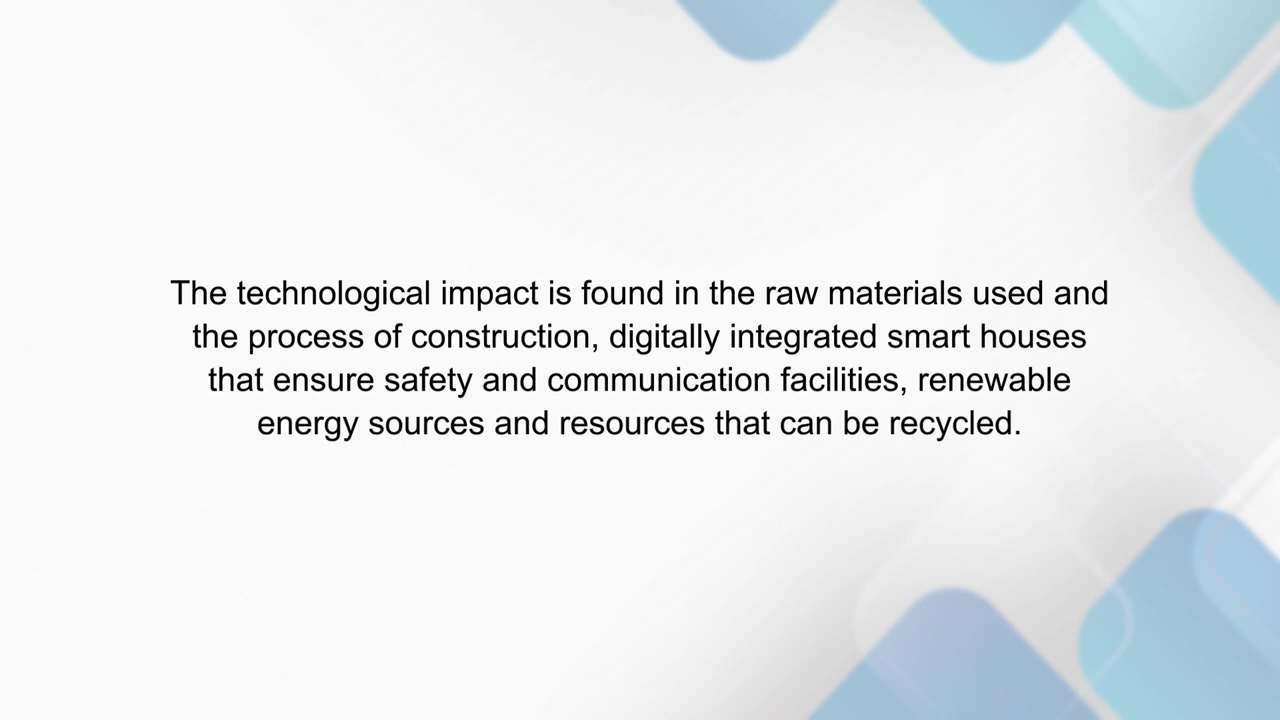 The technological impact is found in the raw materials used and
the process of construction, digitally integrated smart houses
that ensure safety and communication facilities, renewable
energy sources and resources that can be recycled.